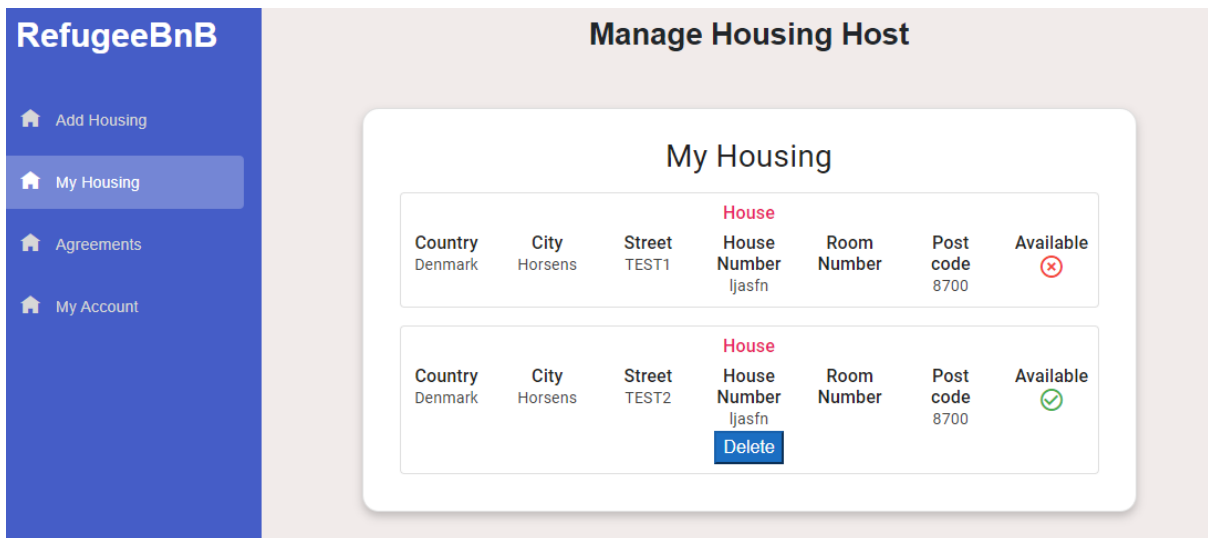 RefugeeBnB
Add Housing
My Housing
Agreements
My Account
Manage Housing Host
My Housing
House
Country City Street House Room Post Available
Denmark Horsens TEST1 Number Number code
ljasfn 8700
House
Country City Street House Room Post Available
Denmark Horsens TEST2 Number Number code
ljasfn 8700
Delete